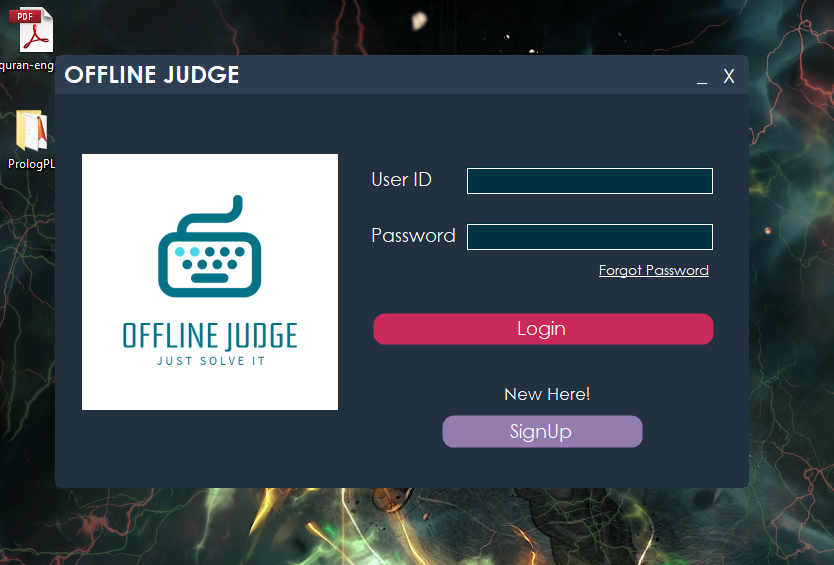 PDF
quran-eng
PrologPL
OFFLINE JUDGE
_ X
User ID
Password
Forgot Password
Login
New Here!
SignUp
OFFLINE JUDGE
JUST SOLVE IT